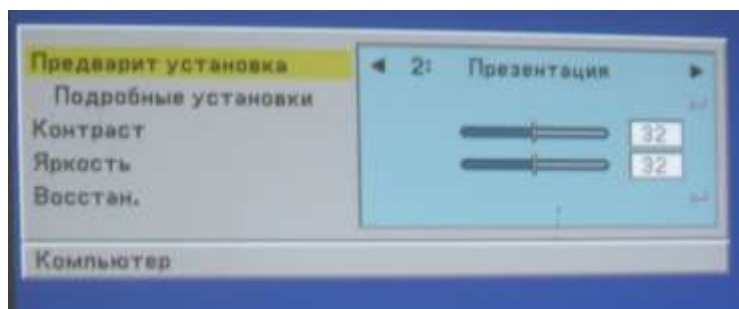 Предварит установка ◄ 2: Презентация ►
Подробные установки
Контраст 32
Яркость 32
Восстан.
Компьютер